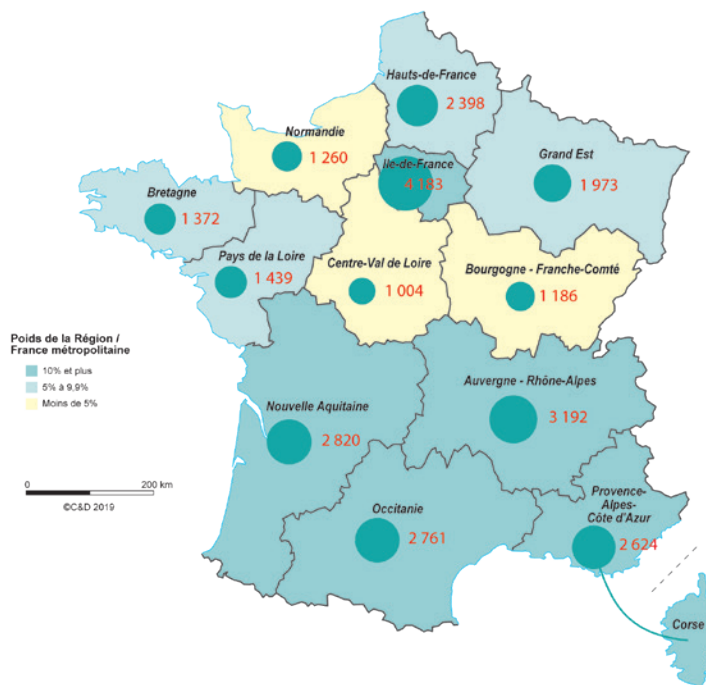 Hauts-de-France
2 398
Normandie
1 260
Ile-de-France
4 183
Grand Est
1 973
Bretagne
1 372
Pays de la Loire
1 439
Centre-Val de Loire
1 004
Bourgogne - Franche-Comté
1 186
Poids de la Région /
France métropolitaine
10% et plus
5% à 9,9%
Moins de 5%
Auvergne - Rhône-Alpes
3 192
Nouvelle Aquitaine
2 820
0
200 km
©C&D 2019
Occitanie
2 761
Provence-
Alpes-
Côte d'Azur
2 624
Corse